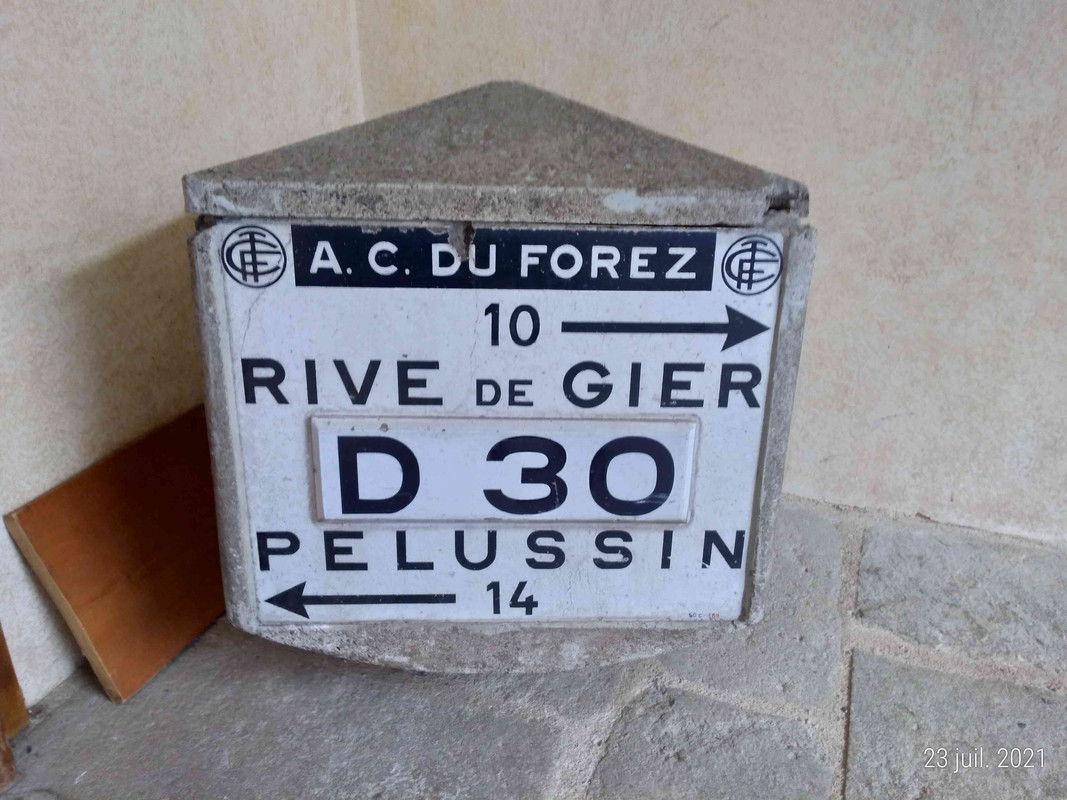 A. C. DU FOREZ
10
RIVE DE GIER
D 30
PELUSSIN
14
23 juil. 2021